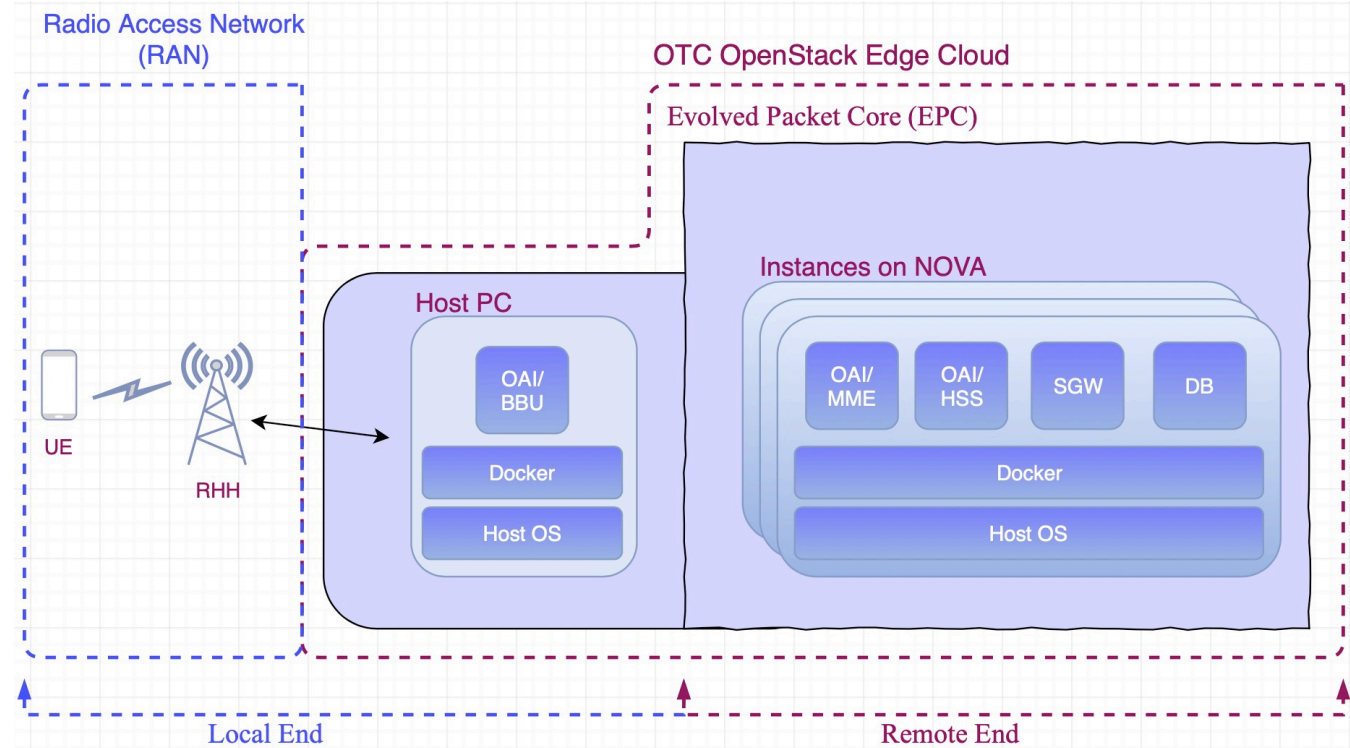 Radio Access Network
(RAN)
OTC OpenStack Edge Cloud
Evolved Packet Core (EPC)
Instances on NOVA
Host PC
OAI/
BBU
Docker
Host OS
OAI/
MME
OAI/
HSS
SGW
DB
Docker
Host OS
UE
RHH
Local End
Remote End